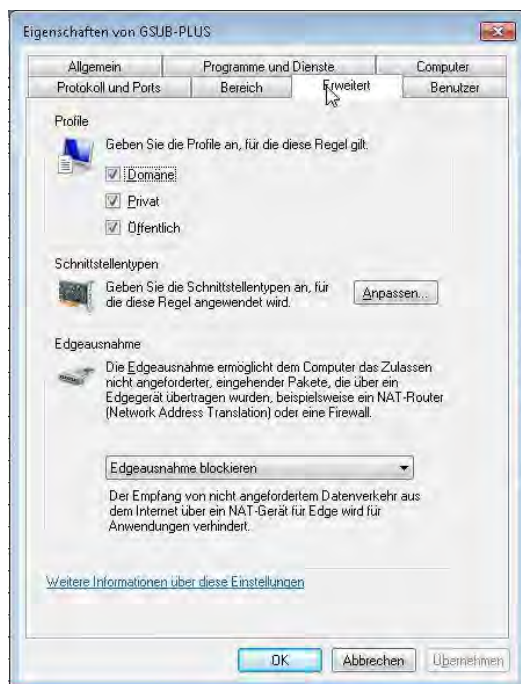 Eigenschaften von GSUB-PLUS
Allgemein
Programme und Dienste
Computer
Protokoll und Ports
Bereich
Erweitert
Benutzer
Profile
Geben Sie die Profile an, für die diese Regel gilt.
Domäne
Privat
Öffentlich
Schnittstellentypen
Geben Sie die Schnittstellentypen an, für
die diese Regel angewendet wird.
Anpassen...
Edgeausnahme
Die Edgeausnahme ermöglicht dem Computer das Zulassen
nicht angeforderter, eingehender Pakete, die über ein
Edgegerät übertragen wurden, beispielsweise ein NAT-Router
(Network Address Translation) oder eine Firewall.
Edgeausnahme blockieren
Der Empfang von nicht angefordertem Datenverkehr aus
dem Internet über ein NAT-Gerät für Edge wird für
Anwendungen verhindert.
Weitere Informationen über diese Einstellungen
OK
Abbrechen
Übernehmen